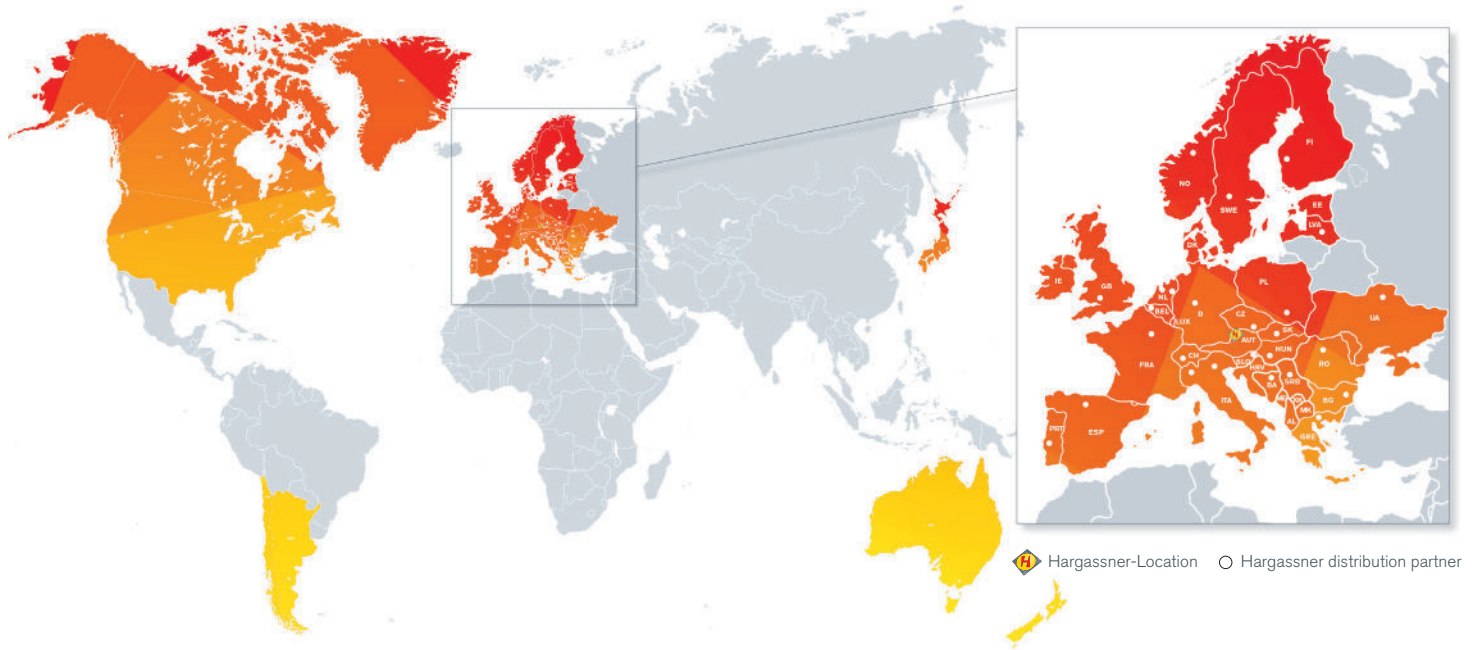 FI
NO
SWE
EE
LVA
DK
IE
GB
NL
BEL
LUX
D
PL
CZ
SK
UA
AUT
HUN
FRA
CH
SLO
HRV
RO
BA
SRB
ITA
BG
MK
AL
GRE
PRT
ESP
H Hargassner-Location
Hargassner distribution partner